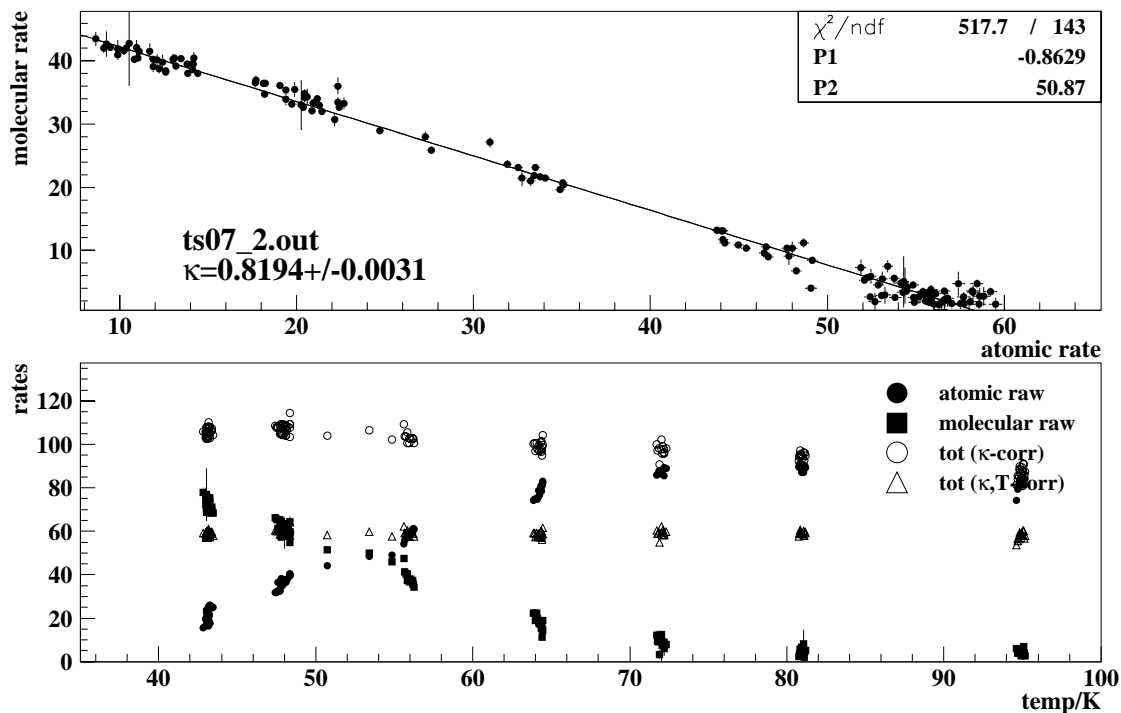 molecular rate
40
30
20
10
χ²/ndf 517.7 / 143
P1 -0.8629
P2 50.87
ts07_2.out
κ=0.8194+/-0.0031
10 20 30 40 50 60
atomic rate
rates
120
100
80
60
40
20
0
atomic raw
molecular raw
tot (κ-corr)
tot (κ,T-corr)
40 50 60 70 80 90 100
temp/K